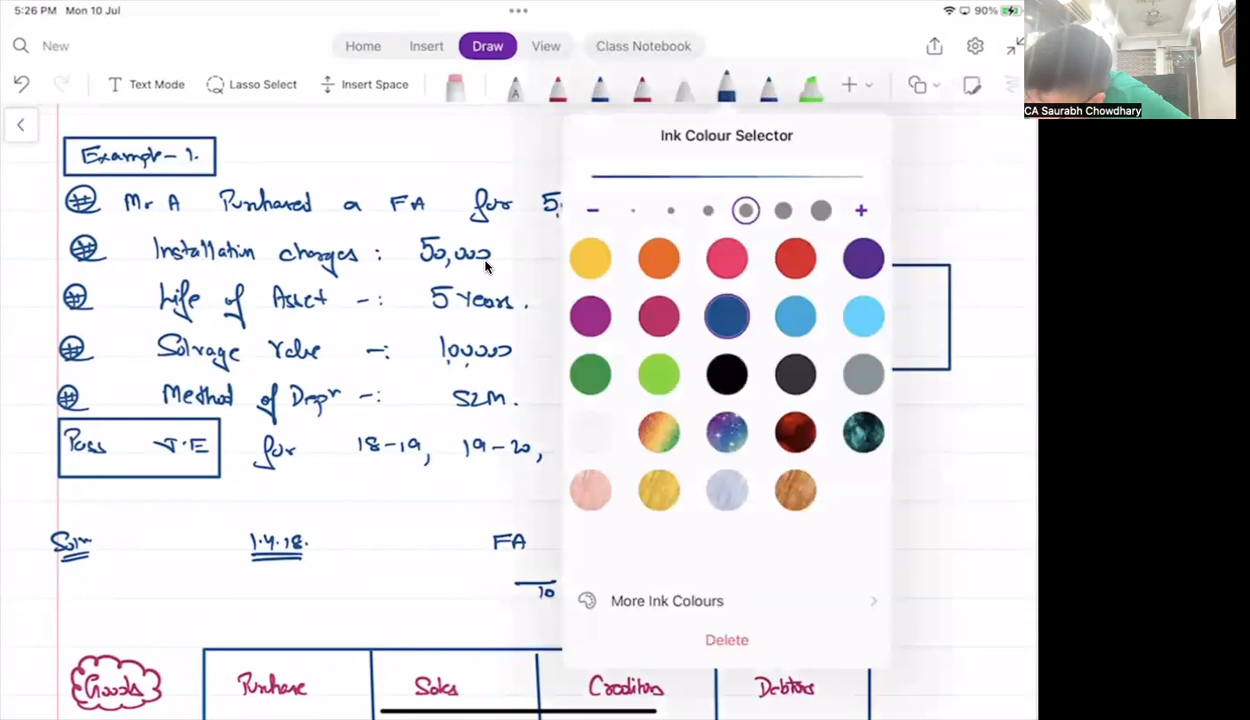 5:26 PM Mon 10 Jul
90%
New
Home Insert Draw View Class Notebook
Text Mode
Lasso Select
Insert Space
CA Saurabh Chowdhary
Ink Colour Selector
More Ink Colours
Delete
Example-1.
Mr A Purchased a FA for 5,
Installation charges : 50,000
Life of Asset -: 5 Years.
Salvage Value -: 1,00,000
Method of Depr -: SLM.
Pass J.E for 18-19, 19-20,
Soln 1.4.18. FA
To
Goods Purchase Sales Creditors Debtors